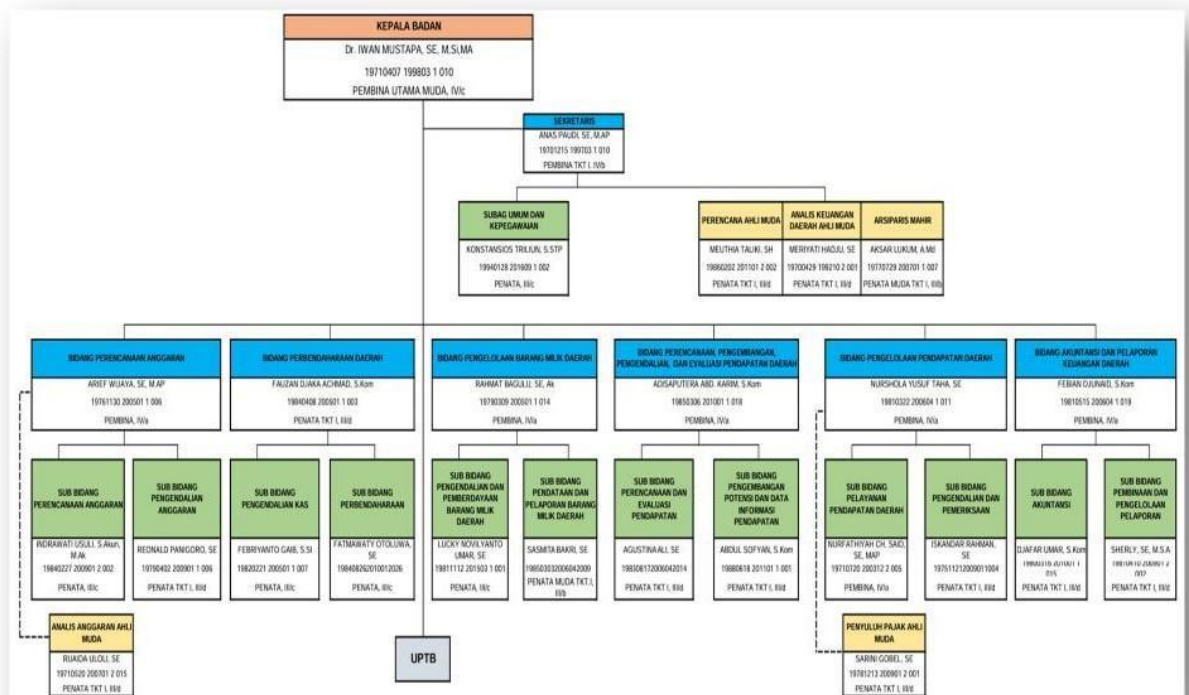 KEPALA BADAN
Dr. IWAN MUSTAPA, SE, M.Si,MA
19710407 199803 1 010
PEMBINA UTAMA MUDA, IV/c
SEKRETARIS
ANAS PAUDI, SE, M.AP
19701215 199703 1 010
PEMBINA TKT I, IV/b
SUBAG UMUM DAN
KEPEGAWAIAN
KONSTANSIOS TRILIUN, S.STP
19940128 201609 1 002
PENATA, III/c
PERENCANA AHLI MUDA
MEUTHIA TALIKI, SH
19860202 201101 2 002
PENATA TKT I, III/d
ANALIS KEUANGAN
DAERAH AHLI MUDA
MERIYATI HADJU, SE
19700429 199210 2 001
PENATA TKT I, III/d
ARSIPARIS MAHIR
AKSAR LUKUM, A.Md
19770729 200701 1 007
PENATA MUDA TKT I, III/b
BIDANG PERENCANAAN ANGGARAN
ARIEF WIJAYA, SE, M.AP
19761130 200501 1 006
PEMBINA, IV/a
BIDANG PERBENDAHARAAN DAERAH
FAUZAN DJAKA ACHMAD, S.Kom
19840408 200501 1 003
PENATA TKT I, III/d
BIDANG PENGELOLAAN BARANG MILIK DAERAH
RAHMAT BAGULU, SE, Ak
19790309 200501 1 014
PEMBINA, IV/a
BIDANG PERENCANAAN, PENGEMBANGAN,
PENGENDALIAN, DAN EVALUASI PENDAPATAN DAERAH
ADISAPUTERA ABD. KARIM, S.Kom
19850306 201001 1 018
PEMBINA, IV/a
BIDANG PENGELOLAAN PENDAPATAN DAERAH
NURSHOLA YUSUF TAHA, SE
19810322 200604 1 011
PEMBINA, IV/a
BIDANG AKUNTANSI DAN PELAPORAN
KEUANGAN DAERAH
FEBIAN DJUNAID, S.Kom
19810515 200604 1 019
PEMBINA, IV/a
SUB BIDANG
PERENCANAAN ANGGARAN
INDRAWATI USULI, S.Akun,
M.Ak
19840227 200901 2 002
PENATA, III/c
SUB BIDANG
PENGENDALIAN
ANGGARAN
REONALD PANIGORO, SE
19790402 200901 1 006
PENATA TKT I, III/d
SUB BIDANG
PENGENDALIAN KAS
FEBRIYANTO GAIB, S.SI
19820221 200501 1 007
PENATA, III/c
SUB BIDANG
PERBENDAHARAAN
FATMAWATY OTOLUWA,
SE
198408262010012026
PENATA, III/c
SUB BIDANG
PENGENDALIAN DAN
PEMBERDAYAAN
BARANG MILIK
DAERAH
LUCKY NOVILYANTO
UMAR, SE
19811112 201503 1 001
PENATA, III/c
SUB BIDANG
PENDATAAN DAN
PELAPORAN BARANG
MILIK DAERAH
SASMITA BAKRI, SE
198503032006042009
PENATA MUDA TKT.I,
III/b
SUB BIDANG
PERENCANAAN DAN
EVALUASI
PENDAPATAN
AGUSTINA ALI, SE
198308172006042014
PENATA TKT I, III/d
SUB BIDANG
PENGEMBANGAN
POTENSI DAN DATA
INFORMASI
PENDAPATAN
ABDUL SOFYAN, S.Kom
19880618 201101 1 001
PENATA TKT I, III/d
SUB BIDANG
PELAYANAN
PENDAPATAN DAERAH
NURFATHIYAH CH. SAID,
SE, MAP
19710120 200312 2 005
PEMBINA, IV/a
SUB BIDANG
PENGENDALIAN DAN
PEMERIKSAAN
ISKANDAR RAHMAN,
SE
197511212009011004
PENATA TKT I, III/d
SUB BIDANG
AKUNTANSI
DJAFAR UMAR, S.Kom
19800316 201001 1
015
PENATA TKT I, III/d
SUB BIDANG
PEMBINAAN DAN
PENGELOLAAN
PELAPORAN
SHERLY, SE, M.S.A
19810410 200901 2
002
PENATA TKT I, III/d
ANALIS ANGGARAN AHLI
MUDA
RUAIDA ULOLI, SE
19710520 200701 2 015
PENATA TKT I, III/d
UPTB
PENYULUH PAJAK AHLI
MUDA
SARINI GOBEL, SE
19781213 200901 2 001
PENATA TKT I, III/d